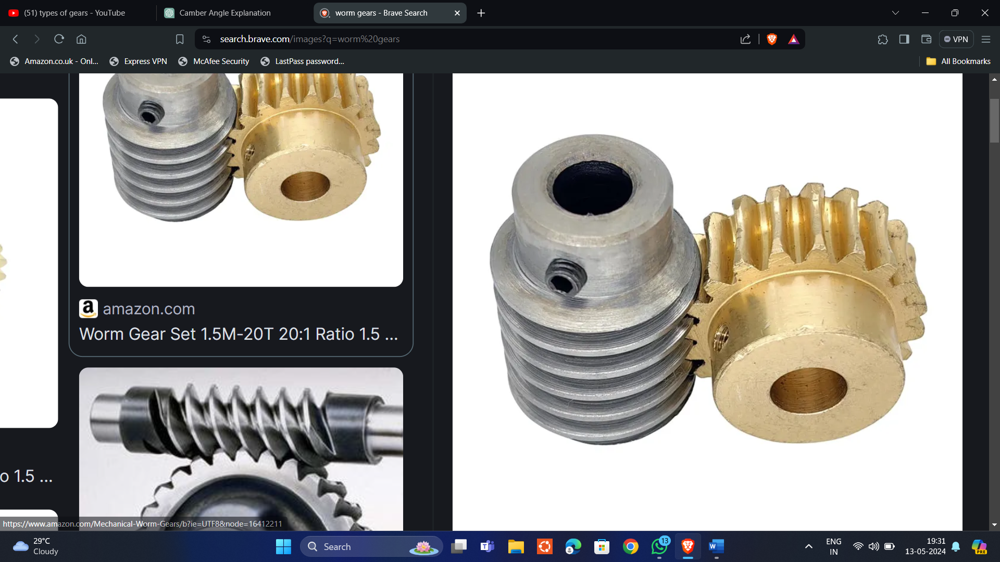 (51) types of gears - YouTube
Camber Angle Explanation
worm gears - Brave Search
search.brave.com/images?q=worm%20gears
VPN
Amazon.co.uk - Onl...
Express VPN
McAfee Security
LastPass password...
All Bookmarks
amazon.com
Worm Gear Set 1.5M-20T 20:1 Ratio 1.5 ...
o 1.5 ...
https://www.amazon.com/Mechanical-Worm-Gears/b?ie=UTF8&node=16412211
29°C
Cloudy
Search
13
ENG
IN
19:31
13-05-2024
PRE